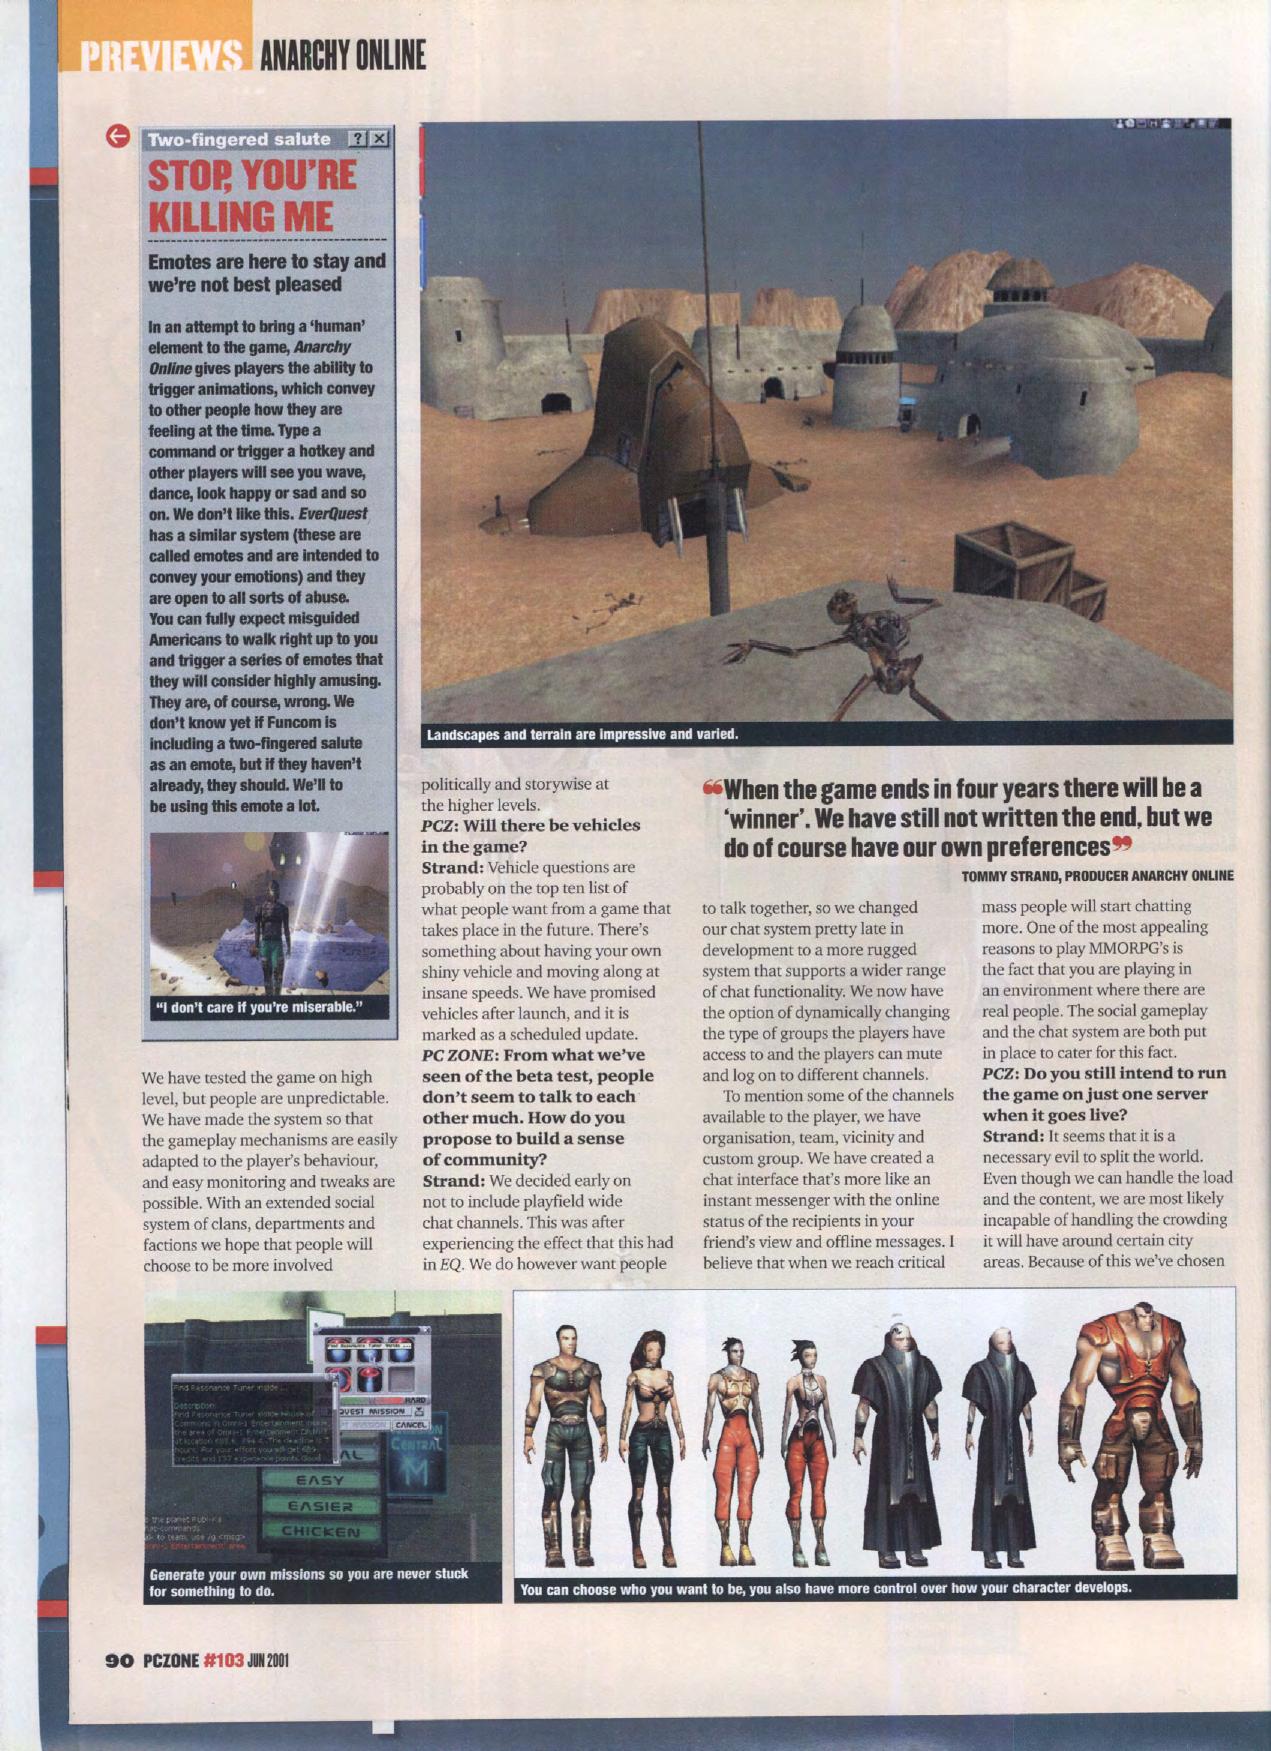 PREVIEWS ANARCHY ONLINE
Two-fingered salute ? ×
STOP, YOU'RE
KILLING ME
Emotes are here to stay and
we're not best pleased
In an attempt to bring a 'human'
element to the game, Anarchy
Online gives players the ability to
trigger animations, which convey
to other people how they are
feeling at the time. Type a
command or trigger a hotkey and
other players will see you wave,
dance, look happy or sad and so
on. We don't like this. EverQuest
has a similar system (these are
called emotes and are intended to
convey your emotions) and they
are open to all sorts of abuse.
You can fully expect misguided
Americans to walk right up to you
and trigger a series of emotes that
they will consider highly amusing.
They are, of course, wrong. We
don't know yet if Funcom is
including a two-fingered salute
as an emote, but if they haven't
already, they should. We'll to
be using this emote a lot.
"I don't care if you're miserable."
Landscapes and terrain are impressive and varied.
We have tested the game on high
level, but people are unpredictable.
We have made the system so that
the gameplay mechanisms are easily
adapted to the player's behaviour,
and easy monitoring and tweaks are
possible. With an extended social
system of clans, departments and
factions we hope that people will
choose to be more involved
politically and storywise at
the higher levels.
PCZ: Will there be vehicles
in the game?
Strand: Vehicle questions are
probably on the top ten list of
what people want from a game that
takes place in the future. There's
something about having your own
shiny vehicle and moving along at
insane speeds. We have promised
vehicles after launch, and it is
marked as a scheduled update.
PC ZONE: From what we've
seen of the beta test, people
don't seem to talk to each
other much. How do you
propose to build a sense
of community?
Strand: We decided early on
not to include playfield wide
chat channels. This was after
experiencing the effect that this had
in EQ. We do however want people
“When the game ends in four years there will be a
'winner'. We have still not written the end, but we
do of course have our own preferences”
TOMMY STRAND, PRODUCER ANARCHY ONLINE
to talk together, so we changed
our chat system pretty late in
development to a more rugged
system that supports a wider range
of chat functionality. We now have
the option of dynamically changing
the type of groups the players have
access to and the players can mute
and log on to different channels.
To mention some of the channels
available to the player, we have
organisation, team, vicinity and
custom group. We have created a
chat interface that's more like an
instant messenger with the online
status of the recipients in your
friend's view and offline messages. I
believe that when we reach critical
mass people will start chatting
more. One of the most appealing
reasons to play MMORPG's is
the fact that you are playing in
an environment where there are
real people. The social gameplay
and the chat system are both put
in place to cater for this fact.
PCZ: Do you still intend to run
the game on just one server
when it goes live?
Strand: It seems that it is a
necessary evil to split the world.
Even though we can handle the load
and the content, we are most likely
incapable of handling the crowding
it will have around certain city
areas. Because of this we've chosen
Find Resonance Tuner inside ...
Description:
Find Resonance Tuner inside House of
Commons in Omni-1 Entertainment inside
the area of Omni-1 Entertainment
credits and experience points. Good
HARD
QUEST MISSION
CANCEL
CENTRAL
EASY
EASIER
CHICKEN
to team, use /g <msg>
Generate your own missions so you are never stuck
for something to do.
You can choose who you want to be, you also have more control over how your character develops.
90 PCZONE #103 JUN 2001